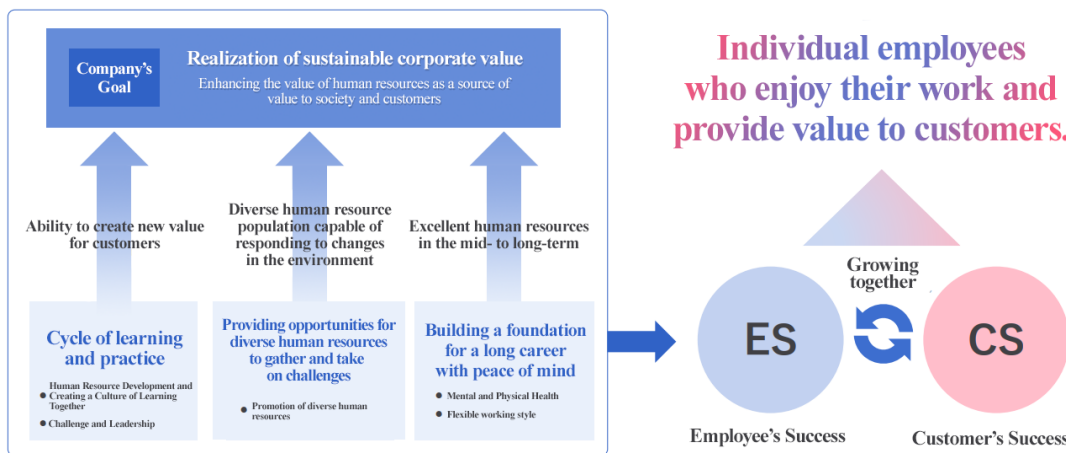 Company's
Goal
Realization of sustainable corporate value
Enhancing the value of human resources as a source of
value to society and customers
Ability to create new value
for customers
Diverse human resource
population capable of
responding to changes
in the environment
Excellent human resources
in the mid- to long-term
Cycle of learning
and practice
● Human Resource Development and
Creating a Culture of Learning
Together
● Challenge and Leadership
Providing opportunities for
diverse human resources
to gather and take
on challenges
● Promotion of diverse human
resources
Building a foundation
for a long career
with peace of mind
● Mental and Physical Health
● Flexible working style
Individual employees
who enjoy their work and
provide value to customers.
Growing
together
ES
CS
Employee's Success
Customer's Success